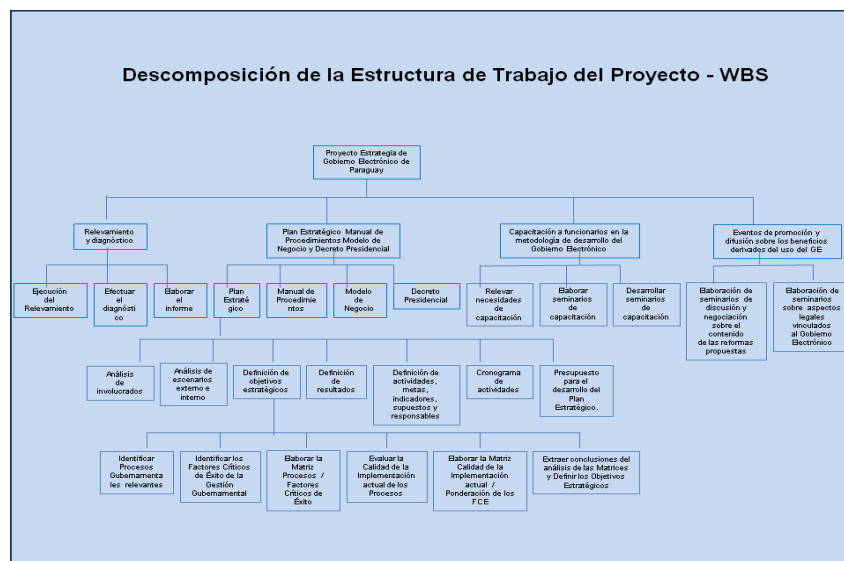 Descomposición de la Estructura de Trabajo del Proyecto - WBS
Proyecto Estrategia de
Gobierno Electrónico de
Paraguay
Relevamiento
y diagnóstico
Plan Estratégico Manual de
Procedimientos Modelo de
Negocio y Decreto Presidencial
Capacitación a funcionarios en la
metodología de desarrollo del
Gobierno Electrónico
Eventos de promoción y
difusión sobre los beneficios
derivados del uso del GE
Ejecución
del
Relevamiento
Efectuar
el
diagnósti
co
Elaborar
el
informe
Plan
Estraté
gico
Manual de
Procedimie
ntos
Modelo
de
Negocio
Decreto
Presidencial
Relevar
necesidades
de
capacitación
Elaborar
seminarios
de
capacitación
Desarrollar
seminarios
de
capacitación
Elaboración de
seminarios de
discusión y
negociación
sobre el
contenido
de las reformas
propuestas
Elaboración de
seminarios
sobre aspectos
legales
vinculados
al Gobierno
Electrónico
Análisis
de
involucrados
Análisis de
escenarios
externo e
interno
Definición
de
objetivos
estratégicos
Definición
de
resultados
Definición de
actividades,
metas,
indicadores,
supuestos y
responsables
Cronograma
de
actividades
Presupuesto
para el
desarrollo del
Plan
Estratégico.
Identificar
Procesos
Gubernamenta
les relevantes
Identificar los
Factores Críticos
de Éxito de la
Gestión
Gubernamental
Elaborar la
Matriz
Procesos /
Factores
Críticos de
Éxito
Evaluar la
Calidad de la
Implementación
actual de los
Procesos
Elaborar la Matriz
Calidad de la
Implementación
actual /
Ponderación de los
FCE
Extraer conclusiones del
análisis de las Matrices
y Definir los Objetivos
Estratégicos